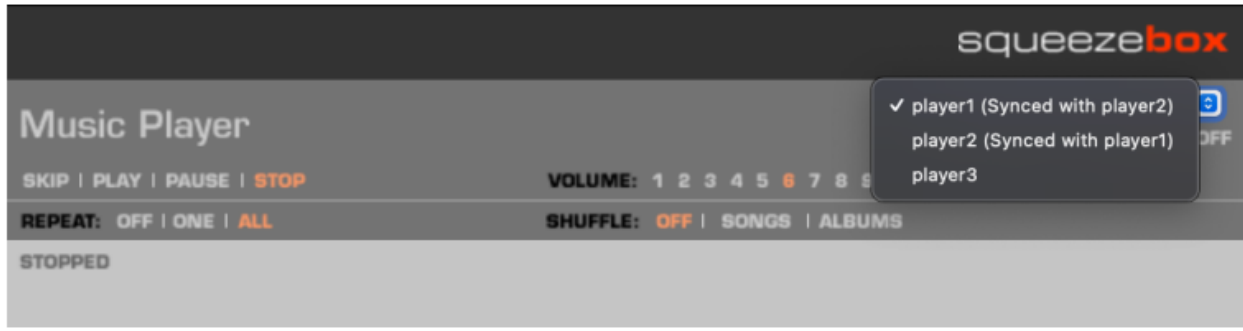 squeezebox
Music Player
✓ player1 (Synced with player2)
player2 (Synced with player1)
player3
OFF
SKIP | PLAY | PAUSE | STOP
VOLUME: 1 2 3 4 5 6 7 8
REPEAT: OFF | ONE | ALL
SHUFFLE: OFF | SONGS | ALBUMS
STOPPED